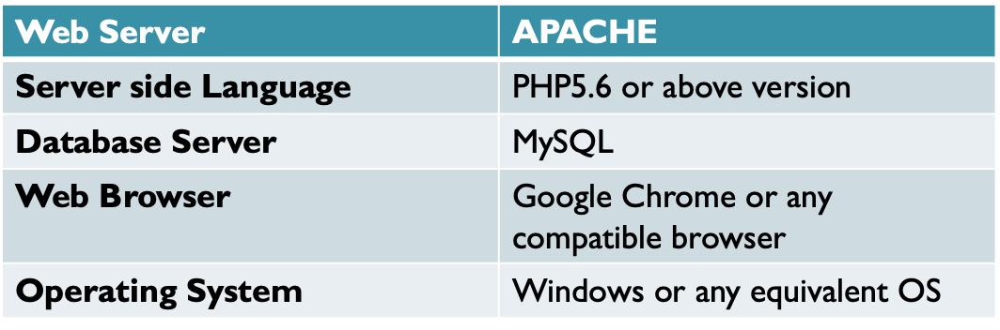 Web Server APACHE
Server side Language PHP5.6 or above version
Database Server MySQL
Web Browser Google Chrome or any
compatible browser
Operating System Windows or any equivalent OS